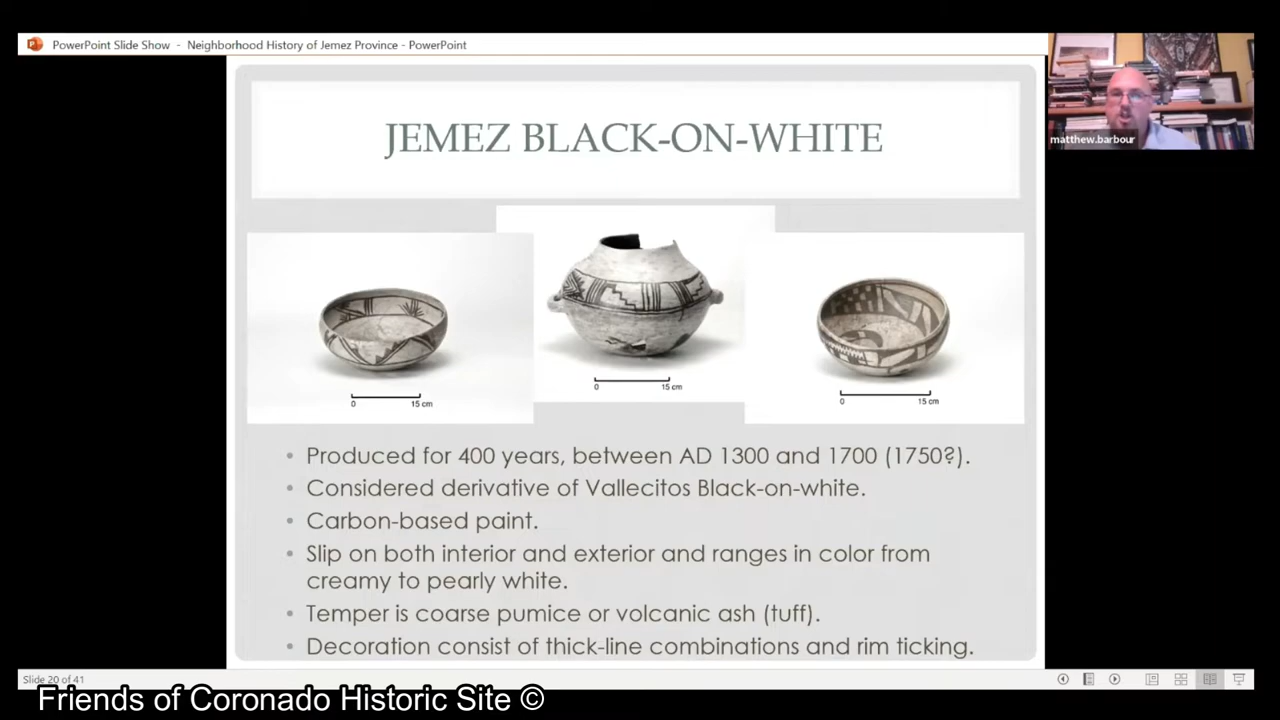 PowerPoint Slide Show - Neighborhood History of Jemez Province - PowerPoint
matthew.barbour
JEMEZ BLACK-ON-WHITE
0 15 cm
0 15 cm
0 15 cm
• Produced for 400 years, between AD 1300 and 1700 (1750?).
• Considered derivative of Vallecitos Black-on-white.
• Carbon-based paint.
• Slip on both interior and exterior and ranges in color from
creamy to pearly white.
• Temper is coarse pumice or volcanic ash (tuff).
• Decoration consist of thick-line combinations and rim ticking.
Slide 20 of 41
Friends of Coronado Historic Site ©